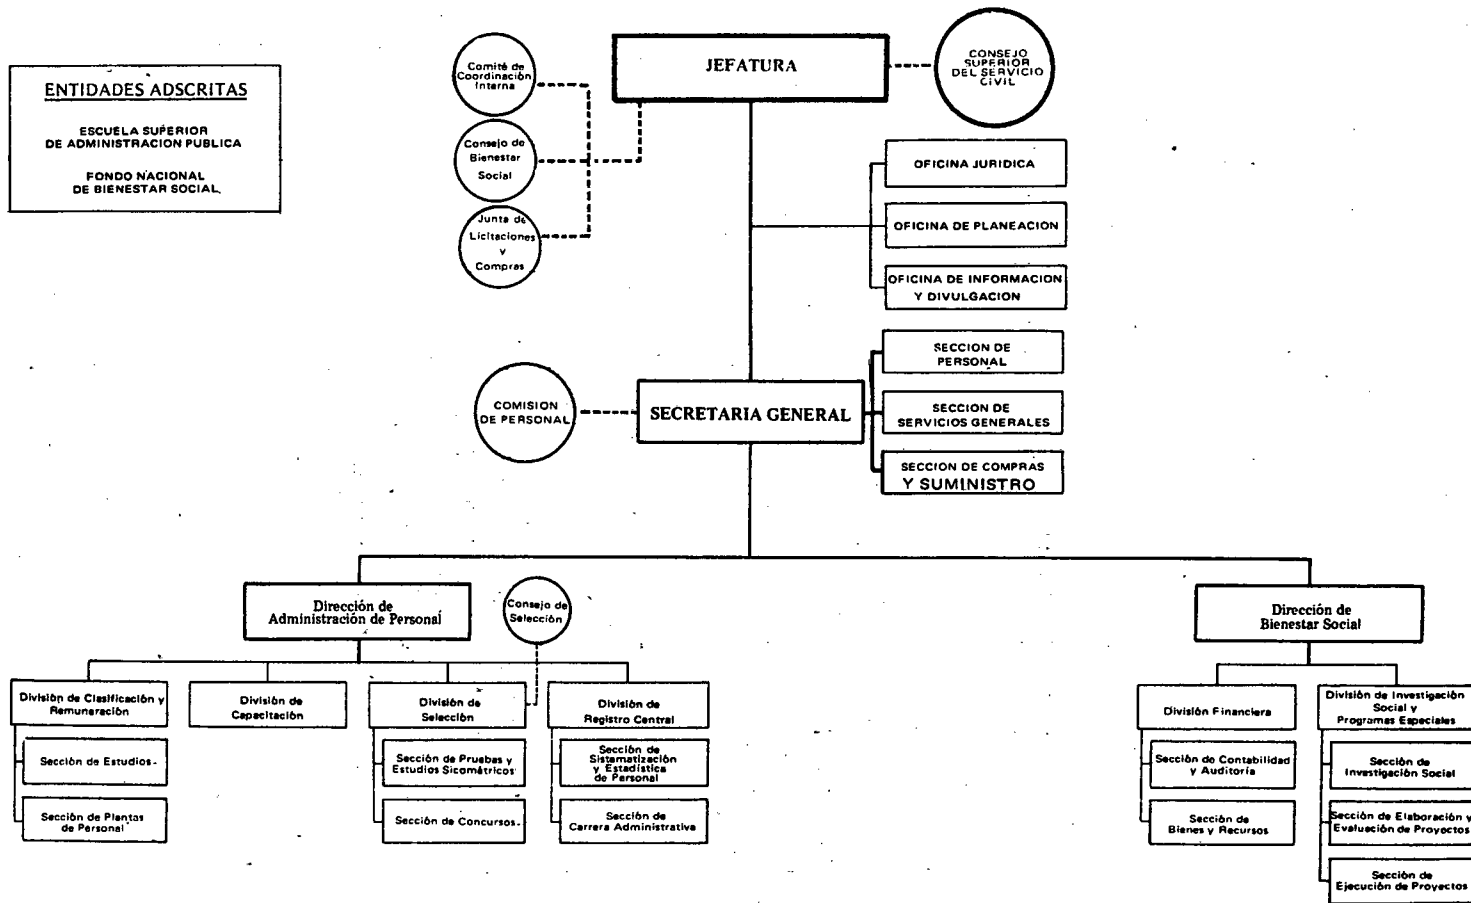 ENTIDADES ADSCRITAS
ESCUELA SUPERIOR
DE ADMINISTRACION PUBLICA
FONDO NACIONAL
DE BIENESTAR SOCIAL
Comité de
Coordinación
Interna
Consejo de
Bienestar
Social
Junta de
Licitaciones
y
Compras
JEFATURA
CONSEJO
SUPERIOR
DEL SERVICIO
CIVIL
OFICINA JURIDICA
OFICINA DE PLANEACION
OFICINA DE INFORMACION
Y DIVULGACION
COMISION
DE PERSONAL
SECRETARIA GENERAL
SECCION DE
PERSONAL
SECCION DE
SERVICIOS GENERALES
SECCION DE COMPRAS
Y SUMINISTRO
Dirección de
Administración de Personal
Consejo de
Selección
Dirección de
Bienestar Social
División de Clasificación y
Remuneración
Sección de Estudios
Sección de Plantas
de Personal
División de
Capacitación
División de
Selección
Sección de Pruebas y
Estudios Sicométricos
Sección de Concursos
División de
Registro Central
Sección de
Sistematización
y Estadística
de Personal
Sección de
Carrera Administrativa
División Financiera
Sección de Contabilidad
y Auditoría
Sección de
Bienes y Recursos
División de Investigación
Social y
Programas Especiales
Sección de
Investigación Social
Sección de Elaboración y
Evaluación de Proyectos
Sección de
Ejecución de Proyectos